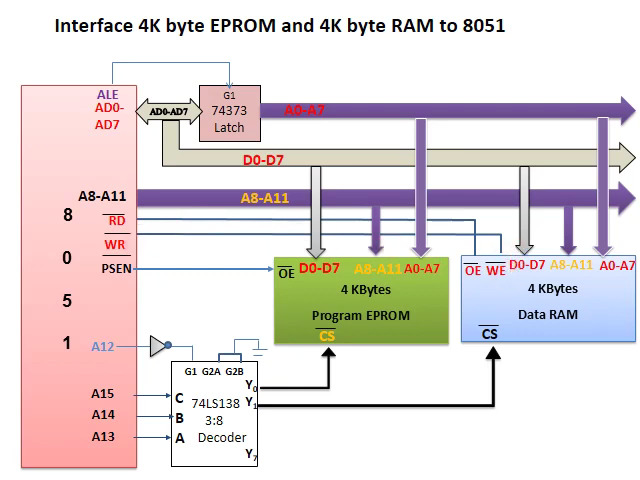 Interface 4K byte EPROM and 4K byte RAM to 8051
ALE
AD0-
AD7
AD0-AD7
G1
74373
Latch
A0-A7
D0-D7
A8-A11
A8-A11
8
RD
WR
0
PSEN
5
1
OE D0-D7 A8-A11 A0-A7
4 KBytes
Program EPROM
CS
OE WE D0-D7 A8-A11 A0-A7
4 KBytes
Data RAM
CS
A12
G1 G2A G2B
Y0
A15
C
74LS138
Y1
A14
B
3:8
A13
A
Decoder
Y7